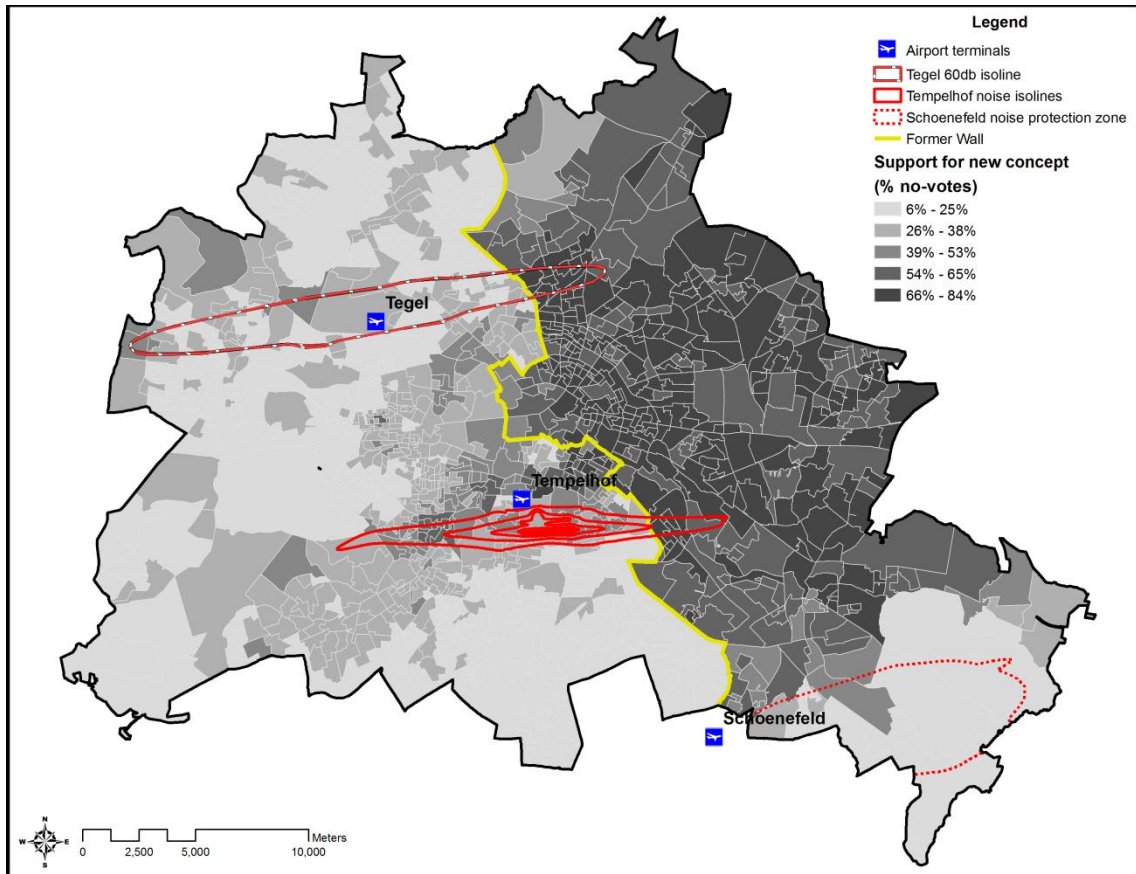 Legend
Airport terminals
Tegel 60db isoline
Tempelhof noise isolines
Schoenefeld noise protection zone
Former Wall
Support for new concept
(% no-votes)
6% - 25%
26% - 38%
39% - 53%
54% - 65%
66% - 84%
Tegel
Tempelhof
Schoenefeld
N
W E
S
Meters
0 2,500 5,000 10,000